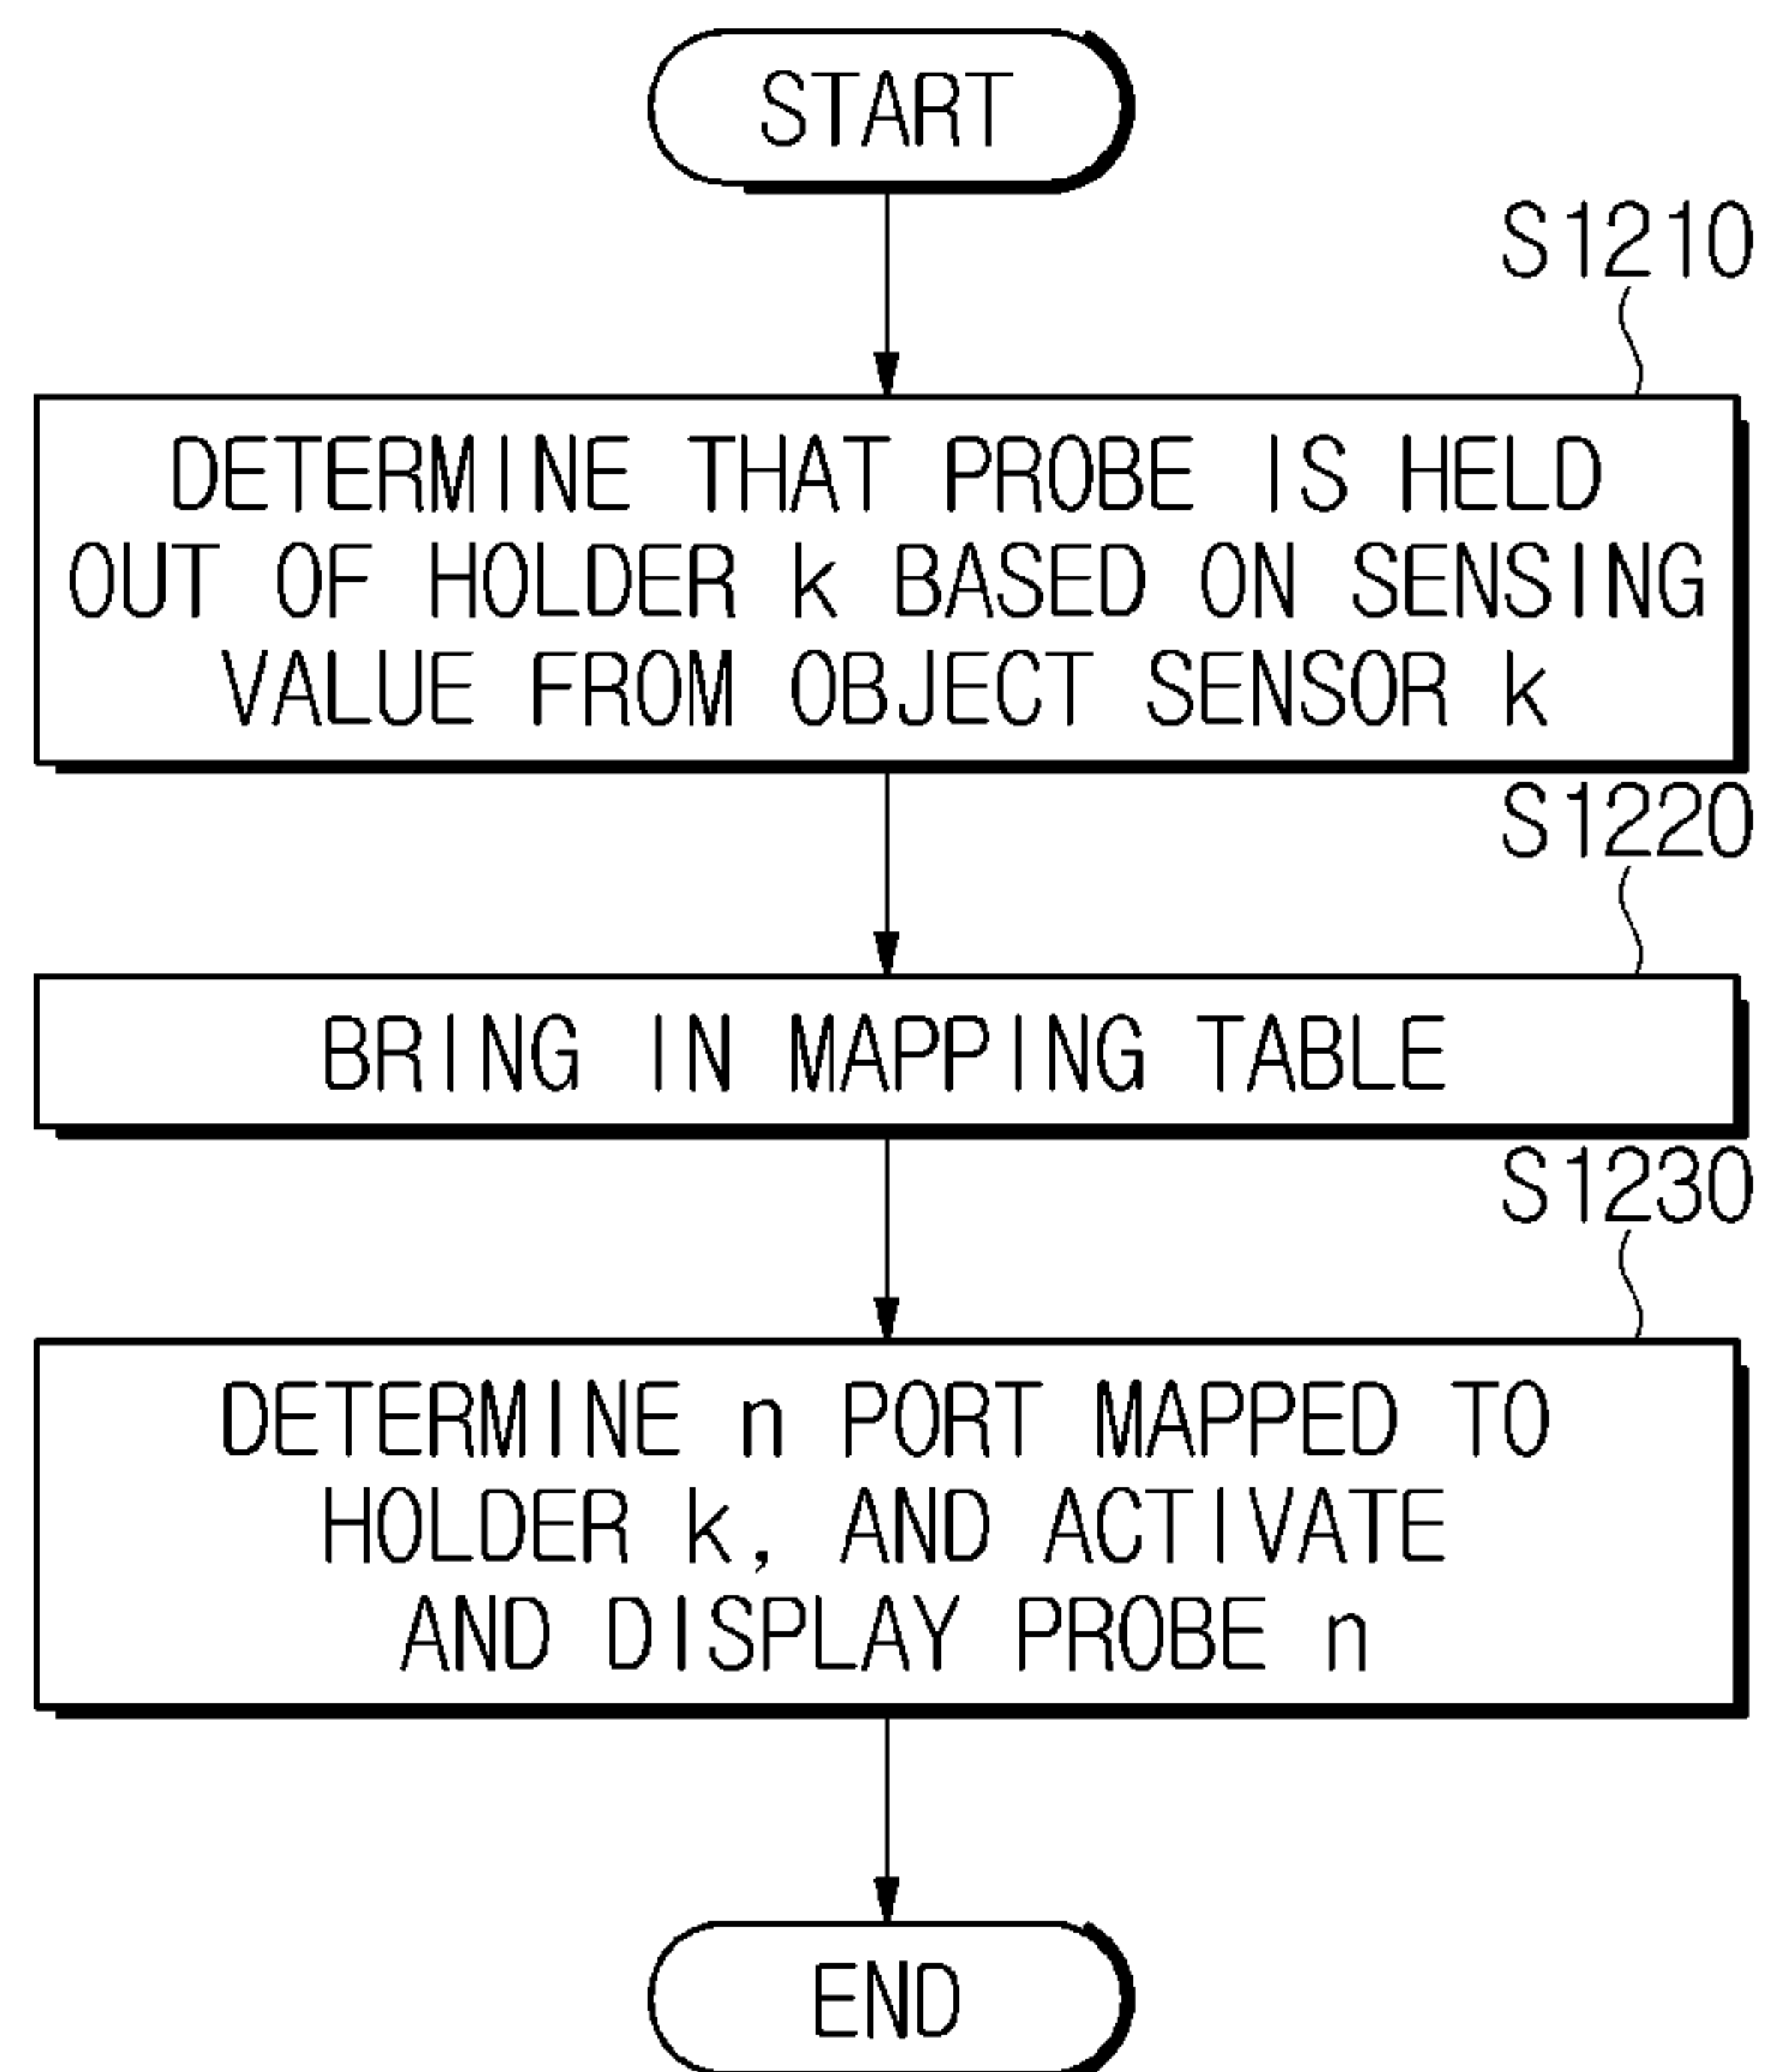 START
S1210
DETERMINE THAT PROBE IS HELD
OUT OF HOLDER k BASED ON SENSING
VALUE FROM OBJECT SENSOR k
S1220
BRING IN MAPPING TABLE
S1230
DETERMINE n PORT MAPPED TO
HOLDER k, AND ACTIVATE
AND DISPLAY PROBE n
END